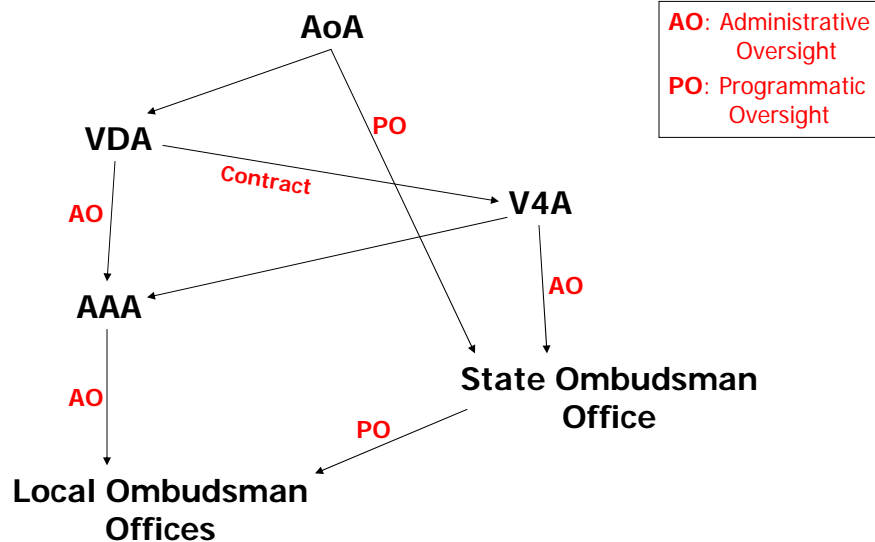 AoA
AO: Administrative
Oversight
PO: Programmatic
Oversight
PO
VDA
Contract
V4A
AO
AAA
AO
State Ombudsman
Office
AO
PO
Local Ombudsman
Offices